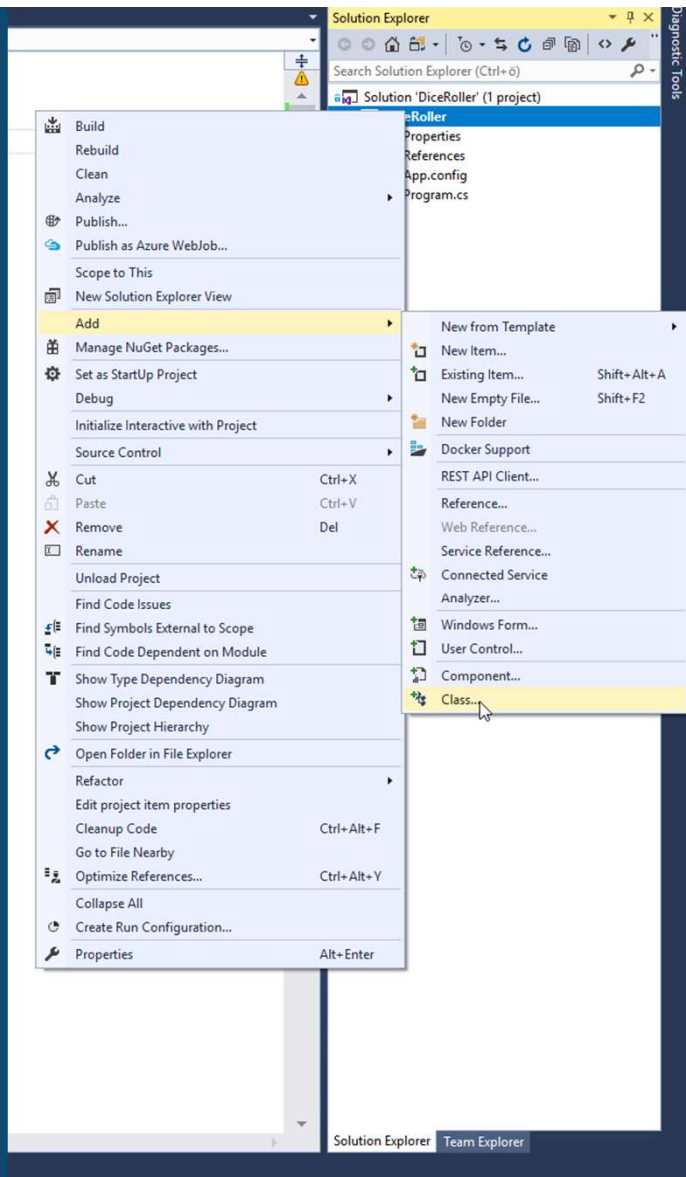 Solution Explorer
Search Solution Explorer (Ctrl+ö)
Solution 'DiceRoller' (1 project)
eRoller
Properties
References
App.config
Program.cs
Diagnostic Tools
Build
Rebuild
Clean
Analyze
Publish...
Publish as Azure WebJob...
Scope to This
New Solution Explorer View
Add
Manage NuGet Packages...
Set as StartUp Project
Debug
Initialize Interactive with Project
Source Control
Cut Ctrl+X
Paste Ctrl+V
Remove Del
Rename
Unload Project
Find Code Issues
Find Symbols External to Scope
Find Code Dependent on Module
Show Type Dependency Diagram
Show Project Dependency Diagram
Show Project Hierarchy
Open Folder in File Explorer
Refactor
Edit project item properties
Cleanup Code Ctrl+Alt+F
Go to File Nearby
Optimize References... Ctrl+Alt+Y
Collapse All
Create Run Configuration...
Properties Alt+Enter
New from Template
New Item...
Existing Item... Shift+Alt+A
New Empty File... Shift+F2
New Folder
Docker Support
REST API Client...
Reference...
Web Reference...
Service Reference...
Connected Service
Analyzer...
Windows Form...
User Control...
Component...
Class...
Solution Explorer Team Explorer